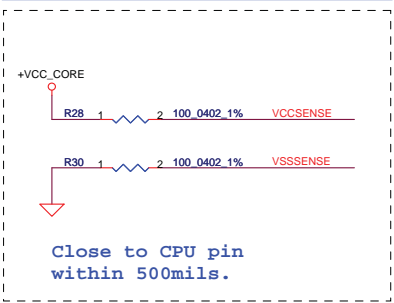 +VCC_CORE
R28 1 2 100_0402_1% VCCSENSE
R30 1 2 100_0402_1% VSSSENSE
Close to CPU pin
within 500mils.